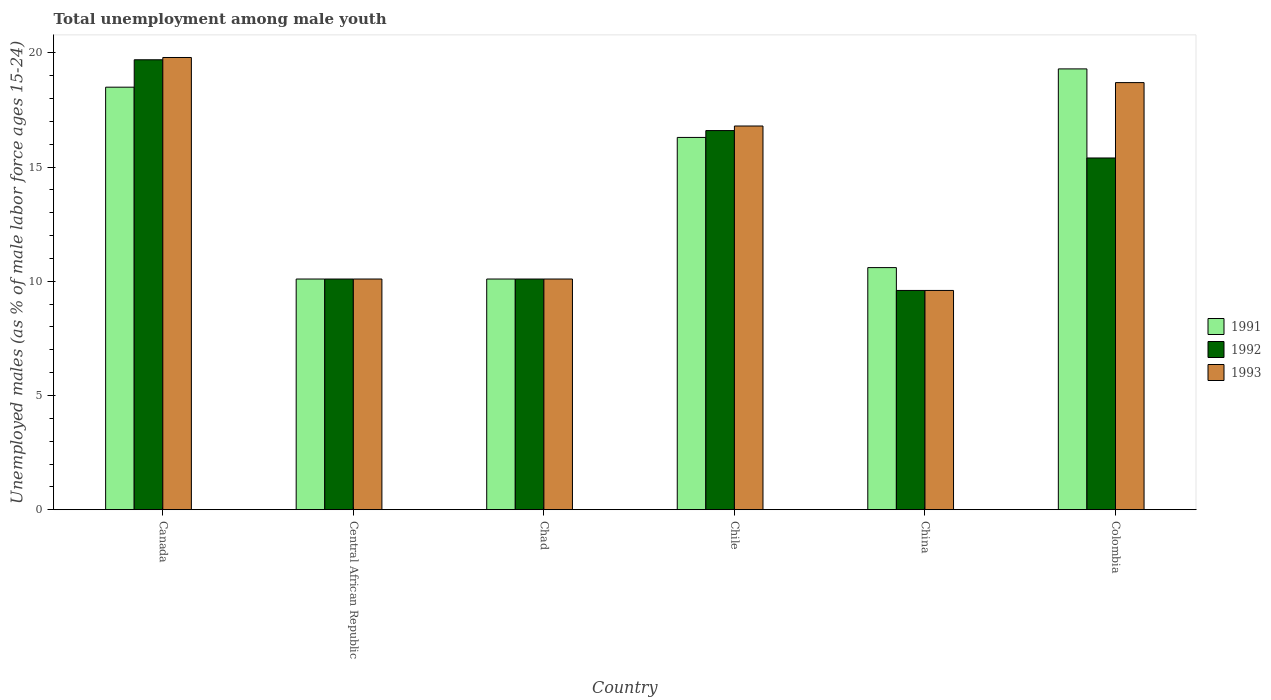 Total unemployment among male youth
Unemployed males (as % of male labor force ages 15-24)
20
15
10
5
0
Canada
Central African Republic
Chad
Chile
China
Colombia
Country
1991
1992
1993